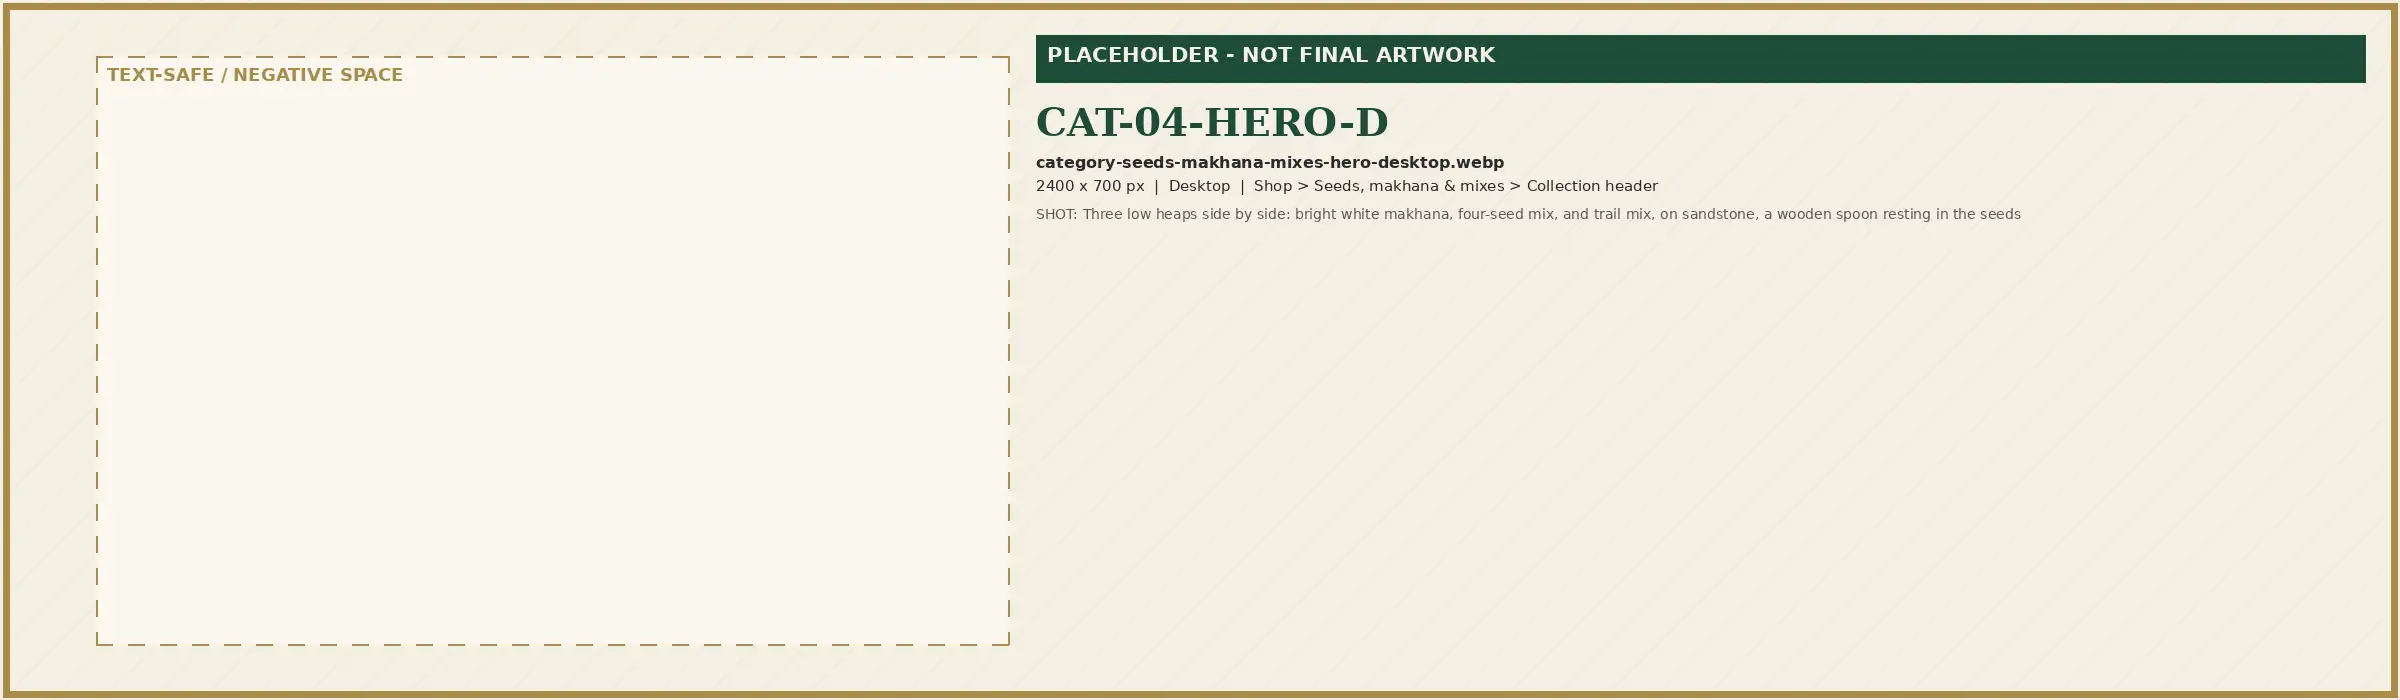 TEXT-SAFE / NEGATIVE SPACE
PLACEHOLDER - NOT FINAL ARTWORK
CAT-04-HERO-D
category-seeds-makhana-mixes-hero-desktop.webp
2400 x 700 px | Desktop | Shop > Seeds, makhana & mixes > Collection header
SHOT: Three low heaps side by side: bright white makhana, four-seed mix, and trail mix, on sandstone, a wooden spoon resting in the seeds